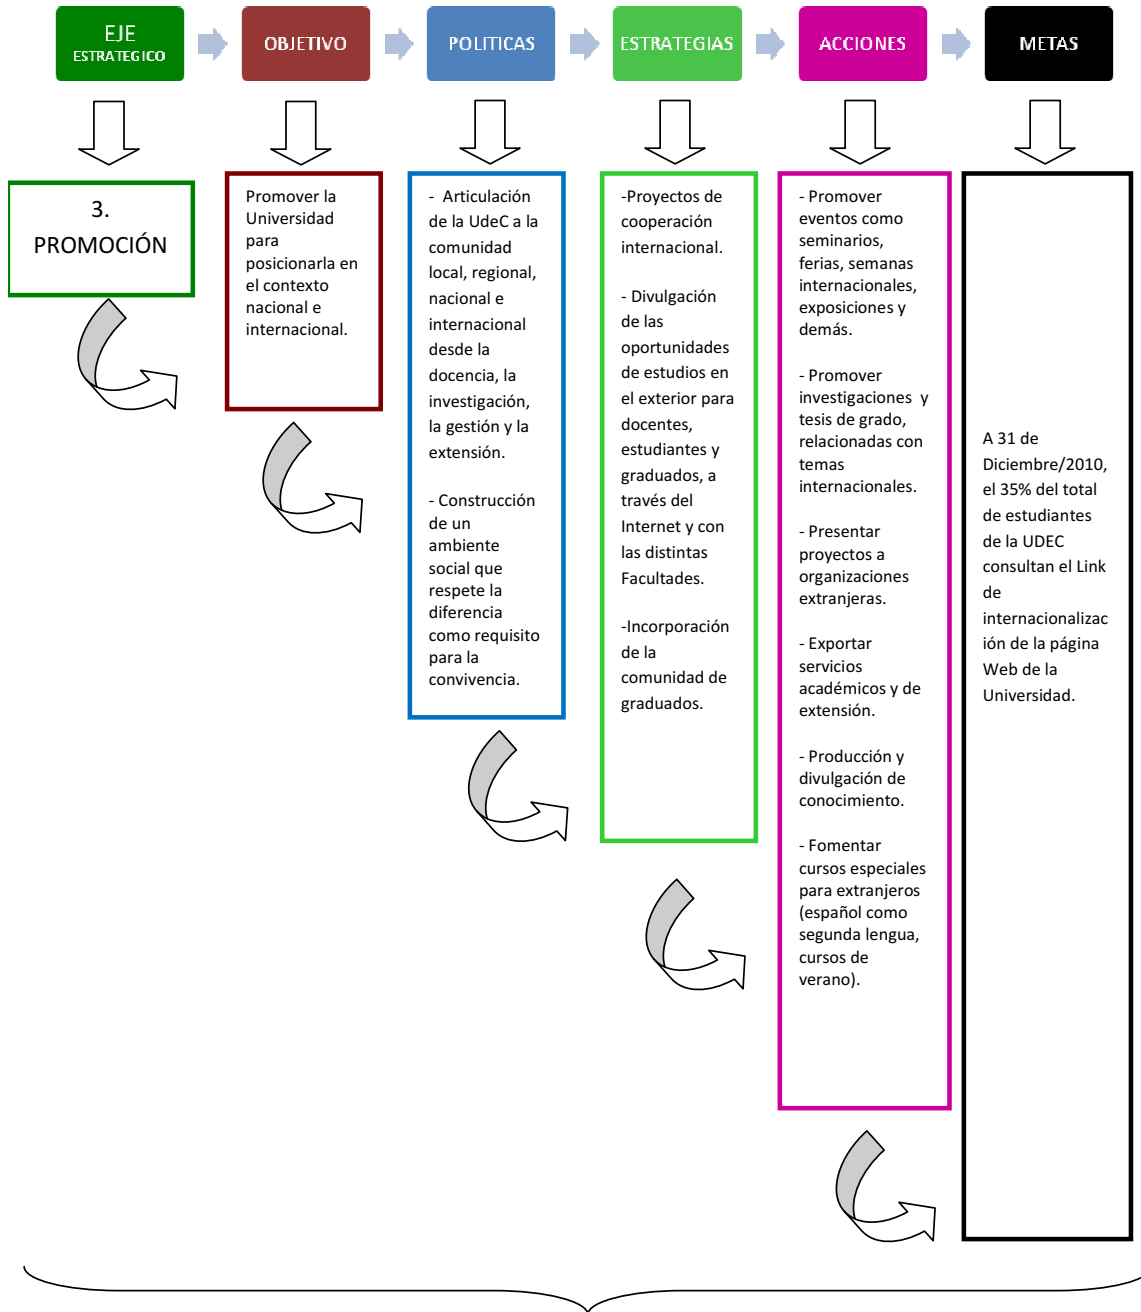 EJE
ESTRATEGICO
OBJETIVO
POLITICAS
ESTRATEGIAS
ACCIONES
METAS
3.
PROMOCIÓN
Promover la
Universidad
para
posicionarla en
el contexto
nacional e
internacional.
- Articulación
de la UdeC a la
comunidad
local, regional,
nacional e
internacional
desde la
docencia, la
investigación,
la gestión y la
extensión.
- Construcción
de un
ambiente
social que
respete la
diferencia
como requisito
para la
convivencia.
-Proyectos de
cooperación
internacional.
- Divulgación
de las
oportunidades
de estudios en
el exterior para
docentes,
estudiantes y
graduados, a
través del
Internet y con
las distintas
Facultades.
-Incorporación
de la
comunidad de
graduados.
- Promover
eventos como
seminarios,
ferias, semanas
internacionales,
exposiciones y
demás.
- Promover
investigaciones y
tesis de grado,
relacionadas con
temas
internacionales.
- Presentar
proyectos a
organizaciones
extranjeras.
- Exportar
servicios
académicos y de
extensión.
- Producción y
divulgación de
conocimiento.
- Fomentar
cursos especiales
para extranjeros
(español como
segunda lengua,
cursos de
verano).
A 31 de
Diciembre/2010,
el 35% del total
de estudiantes
de la UDEC
consultan el Link
de
internacionalizac
ión de la página
Web de la
Universidad.